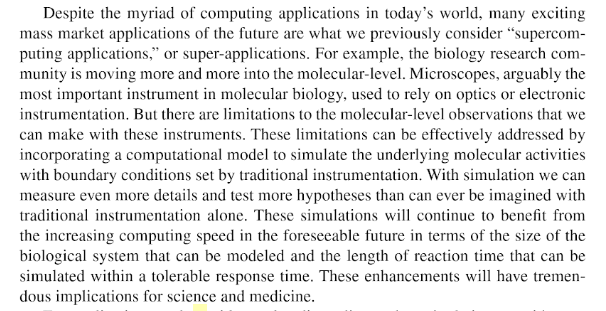 Despite the myriad of computing applications in today's world, many exciting
mass market applications of the future are what we previously consider “supercom-
puting applications,” or super-applications. For example, the biology research com-
munity is moving more and more into the molecular-level. Microscopes, arguably the
most important instrument in molecular biology, used to rely on optics or electronic
instrumentation. But there are limitations to the molecular-level observations that we
can make with these instruments. These limitations can be effectively addressed by
incorporating a computational model to simulate the underlying molecular activities
with boundary conditions set by traditional instrumentation. With simulation we can
measure even more details and test more hypotheses than can ever be imagined with
traditional instrumentation alone. These simulations will continue to benefit from
the increasing computing speed in the foreseeable future in terms of the size of the
biological system that can be modeled and the length of reaction time that can be
simulated within a tolerable response time. These enhancements will have tremen-
dous implications for science and medicine.